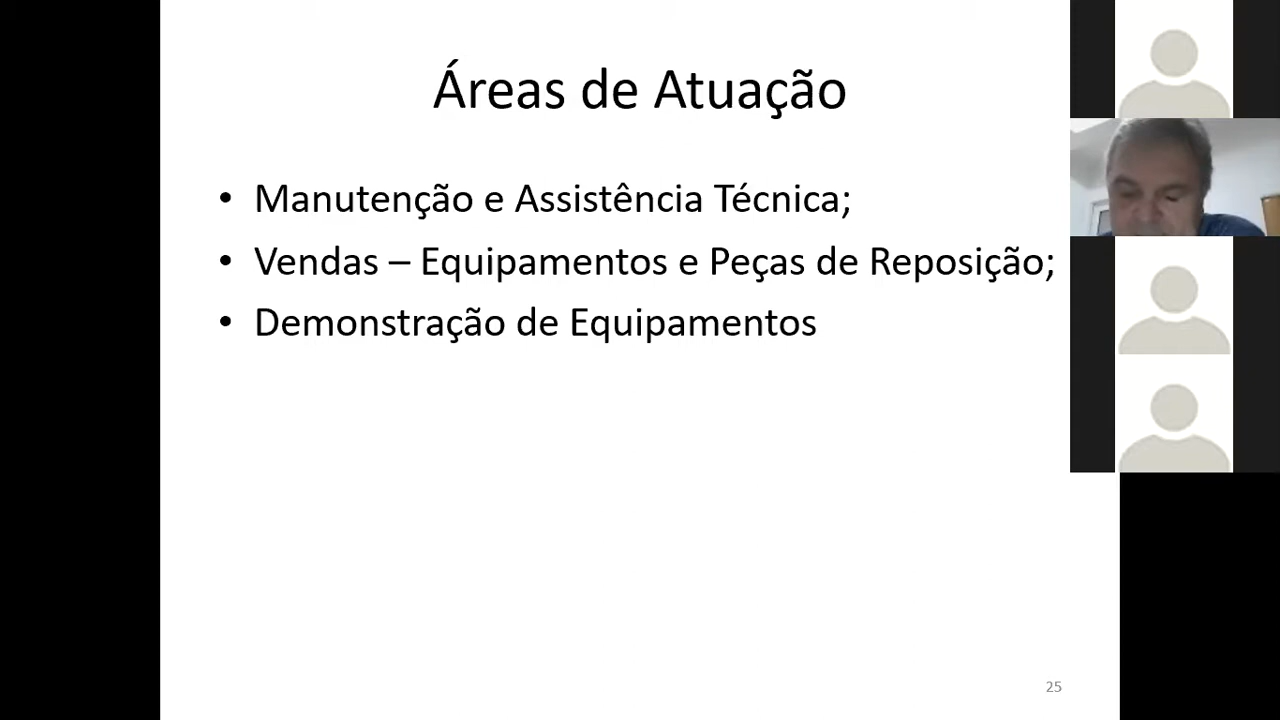 Áreas de Atuação
• Manutenção e Assistência Técnica;
• Vendas – Equipamentos e Peças de Reposição;
• Demonstração de Equipamentos
25